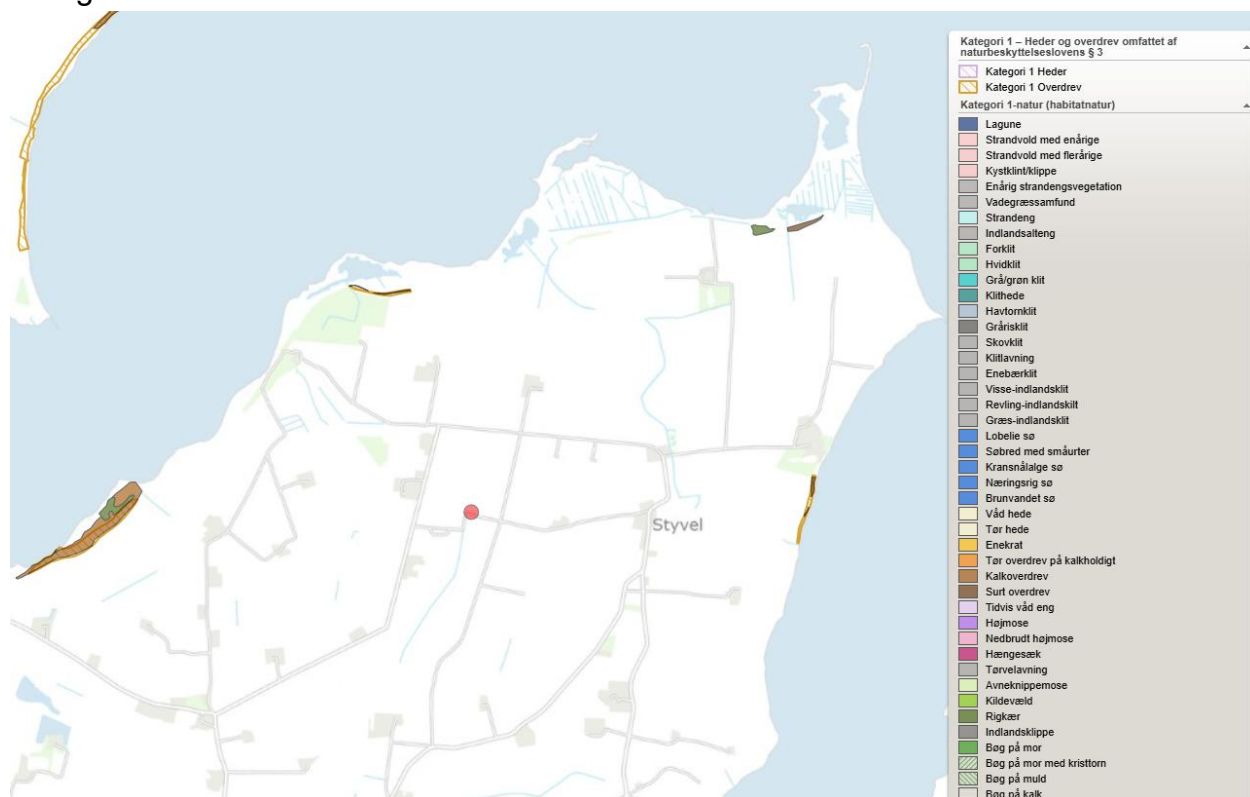 Kategori 1 – Heder og overdrev omfattet af
naturbeskyttelseslovens § 3
Kategori 1 Heder
Kategori 1 Overdrev
Kategori 1-natur (habitatnatur)
Lagune
Strandvold med enårige
Strandvold med flerårige
Kystklint/klippe
Enårig strandengsvegetation
Vadegræssamfund
Strandeng
Indlandsalteng
Forklit
Hvidklit
Grå/grøn klit
Klithede
Havtornklit
Grårisklit
Skovklit
Klitlavning
Enebærklit
Visse-indlandsklit
Revling-indlandskilt
Græs-indlandsklit
Lobelie sø
Søbred med småurter
Kransnålalge sø
Næringsrig sø
Brunvandet sø
Våd hede
Tør hede
Enekrat
Tør overdrev på kalkholdigt
Kalkoverdrev
Surt overdrev
Tidvis våd eng
Højmose
Nedbrudt højmose
Hængesæk
Tørvelavning
Avneknippemose
Kildevæld
Rigkær
Indlandsklippe
Bøg på mor
Bøg på mor med kristtorn
Bøg på muld
Bøg på kalk
Styvel